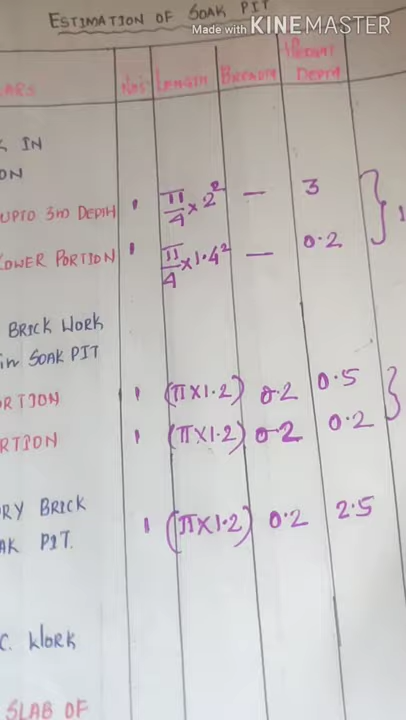 ESTIMATION OF SOAK PIT
Made with KINEMASTER
ARS Nos LENGTH BREADTH HEIGHT
DEPTH
IN
ON
UPTO 3m DEPTH 1 π/4 × 2² — 3
LOWER PORTION 1 π/4 × 1.4² — 0.2
BRICK WORK
in SOAK PIT
ORTION 1 (π×1.2) 0.2 0.5
RTION 1 (π×1.2) 0.2 0.2
RY BRICK
AK PIT. 1 (π×1.2) 0.2 2.5
C. WORK
SLAB OF